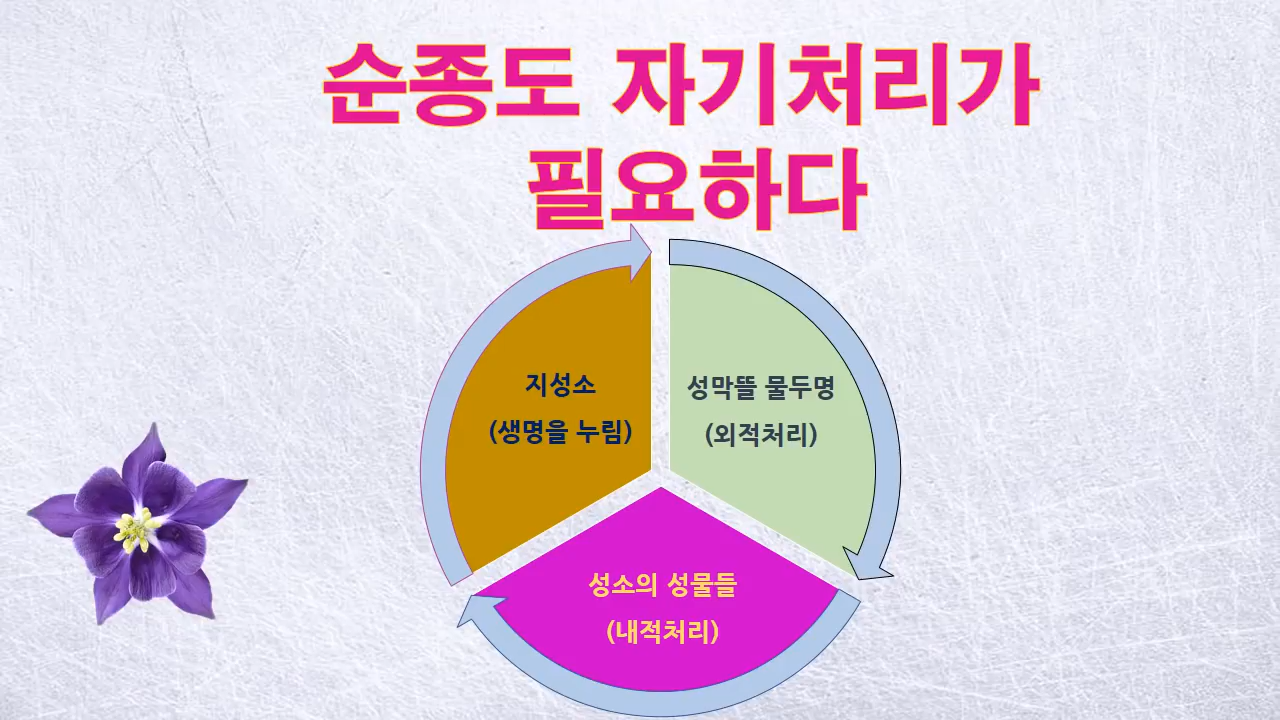 순종도 자기처리가
필요하다
지성소
(생명을 누림)
성막뜰 물두멍
(외적처리)
성소의 성물들
(내적처리)